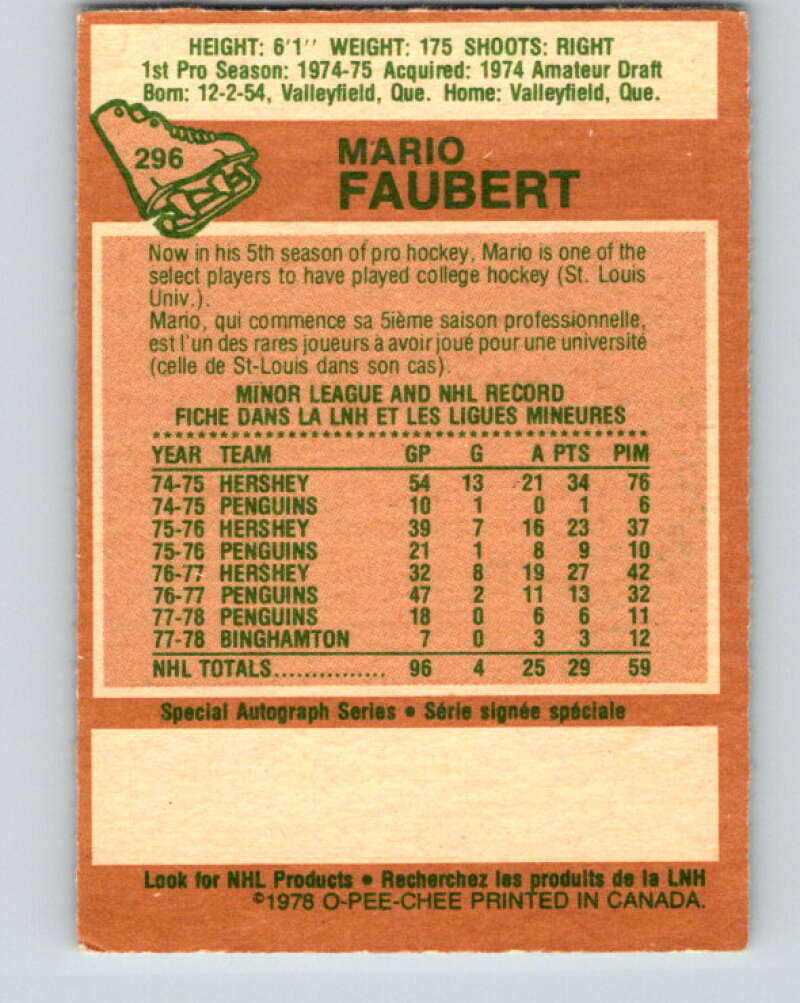 HEIGHT: 6'1'' WEIGHT: 175 SHOOTS: RIGHT
1st Pro Season: 1974-75 Acquired: 1974 Amateur Draft
Born: 12-2-54, Valleyfield, Que. Home: Valleyfield, Que.
296
MARIO
FAUBERT
Now in his 5th season of pro hockey, Mario is one of the
select players to have played college hockey (St. Louis
Univ.).
Mario, qui commence sa 5ième saison professionnelle,
est l'un des rares joueurs à avoir joué pour une université
(celle de St-Louis dans son cas).
MINOR LEAGUE AND NHL RECORD
FICHE DANS LA LNH ET LES LIGUES MINEURES
YEAR TEAM GP G A PTS PIM
74-75 HERSHEY 54 13 21 34 76
74-75 PENGUINS 10 1 0 1 6
75-76 HERSHEY 39 7 16 23 37
75-76 PENGUINS 21 1 8 9 10
76-77 HERSHEY 32 8 19 27 42
76-77 PENGUINS 47 2 11 13 32
77-78 PENGUINS 18 0 6 6 11
77-78 BINGHAMTON 7 0 3 3 12
NHL TOTALS............... 96 4 25 29 59
Special Autograph Series • Série signée spéciale
Look for NHL Products • Recherchez les produits de la LNH
©1978 O-PEE-CHEE PRINTED IN CANADA.